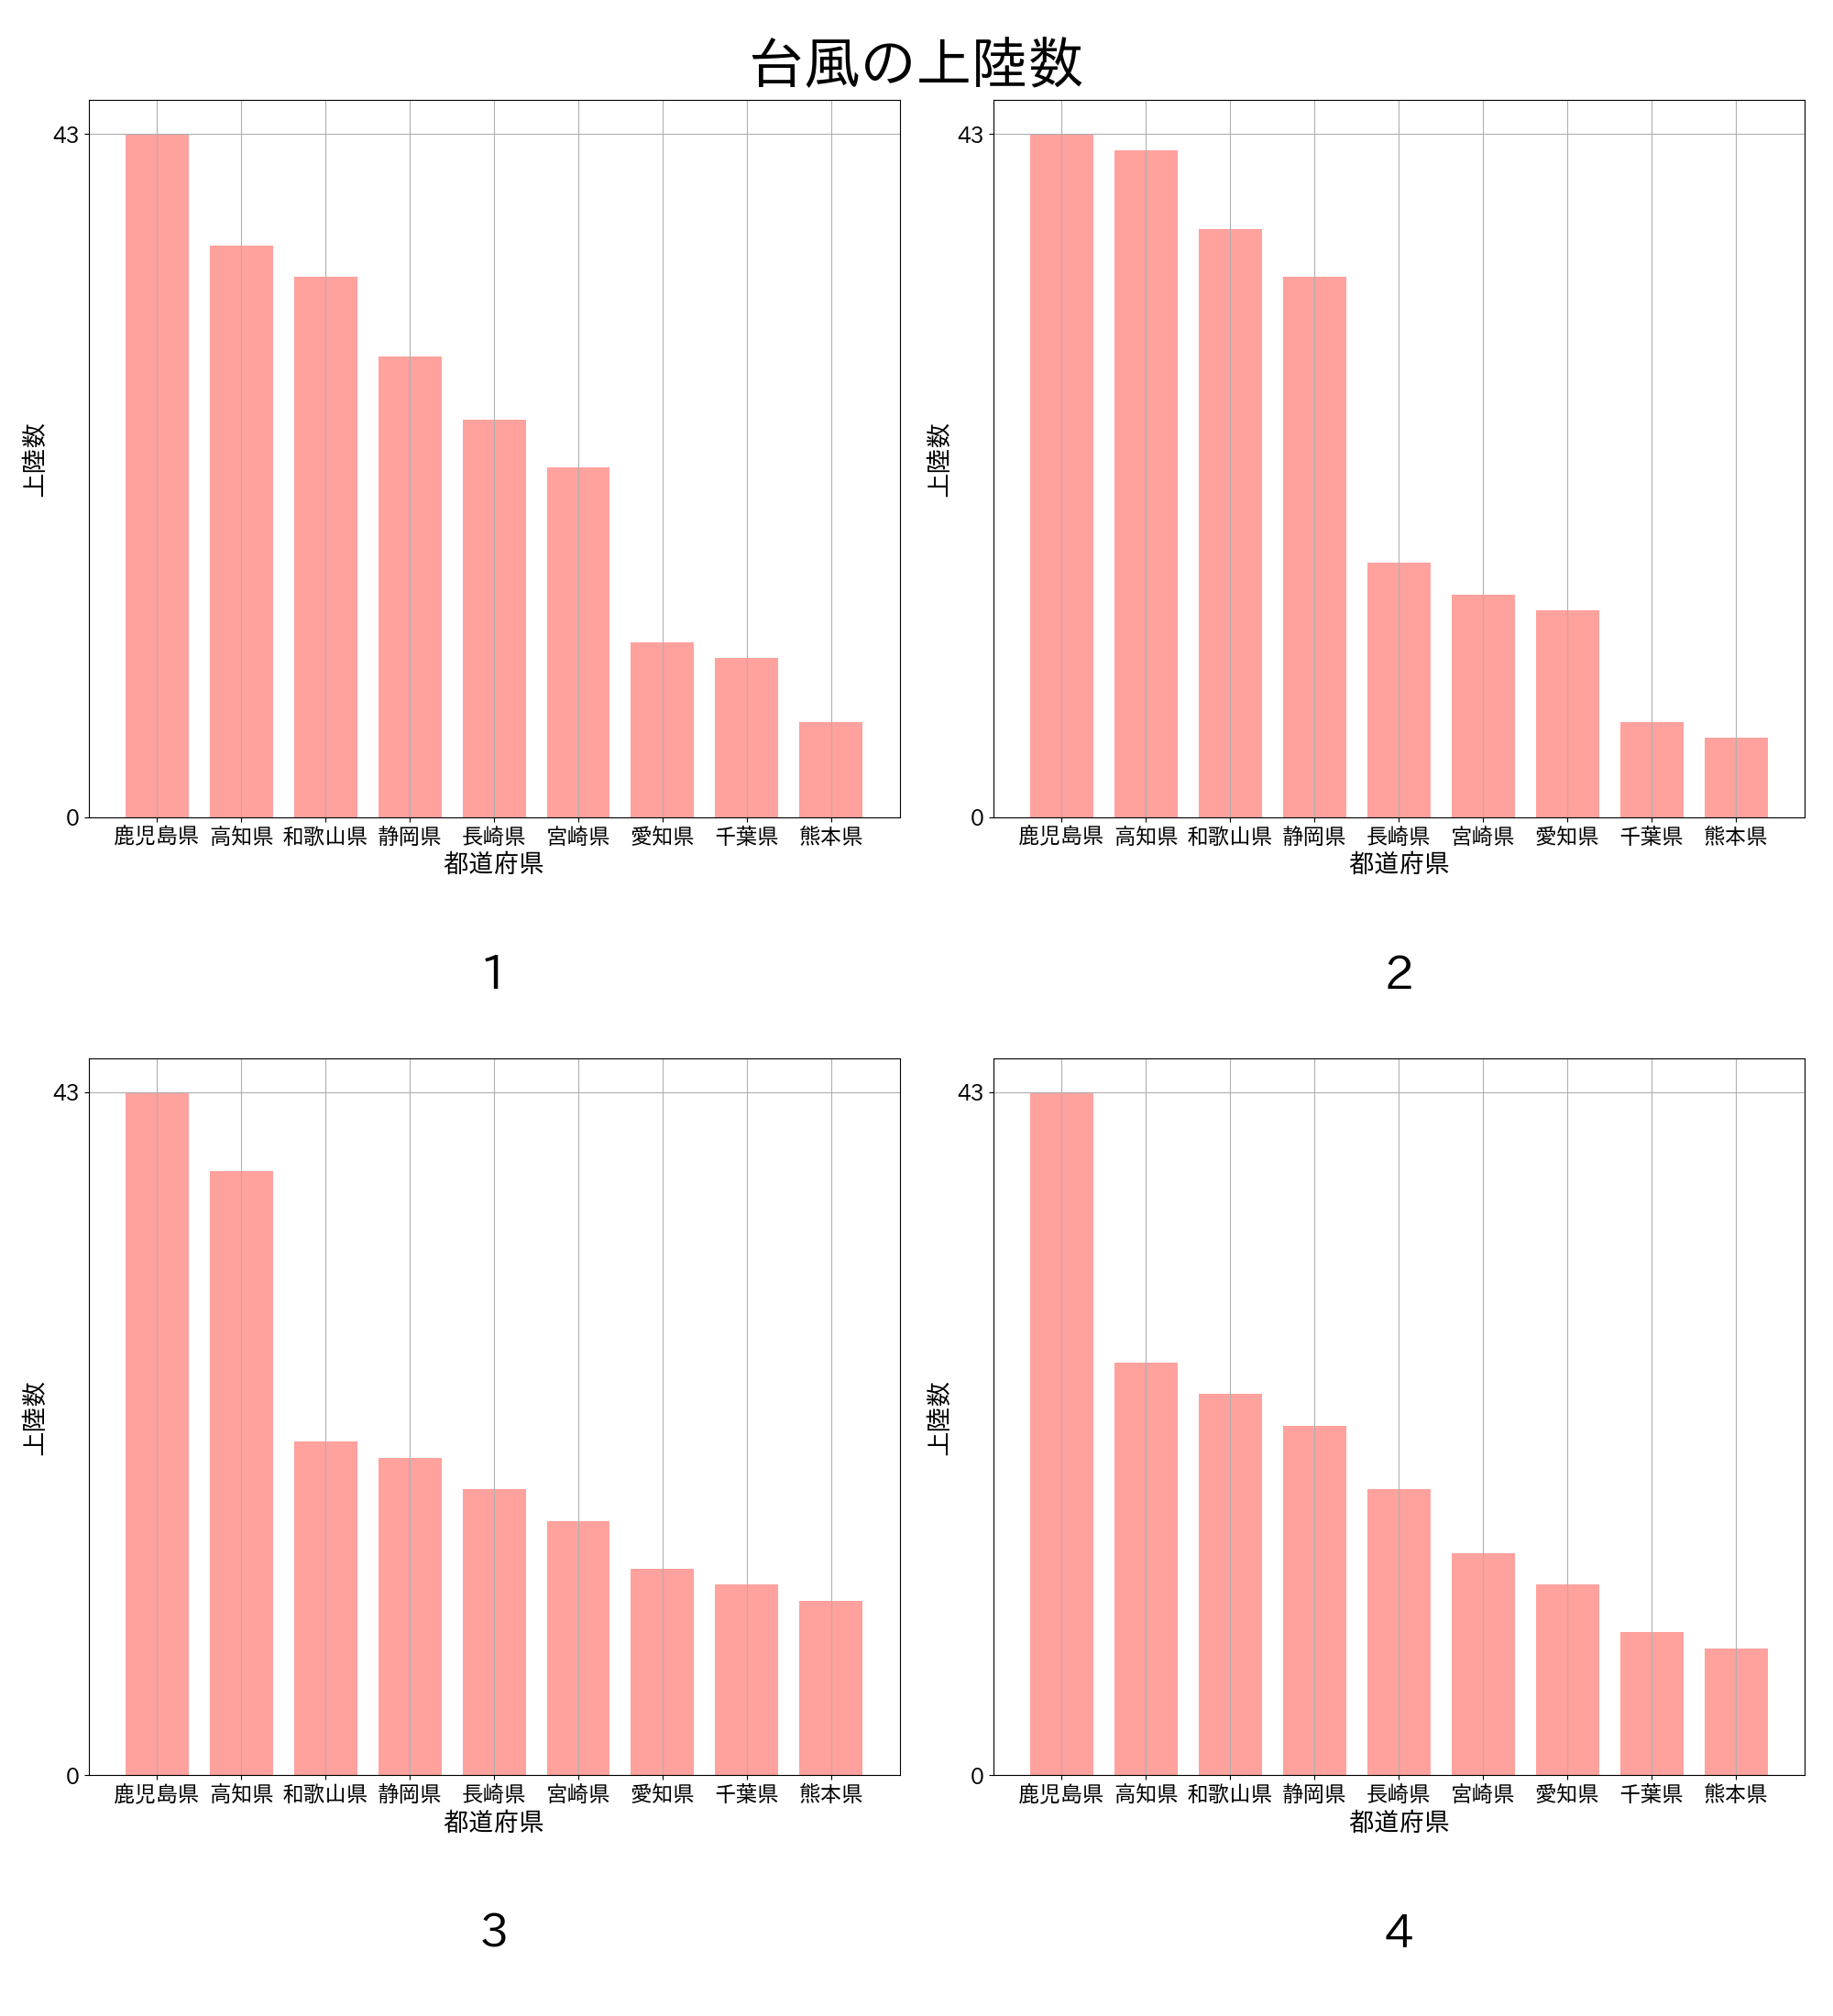 台風の上陸数
43
0
上陸数
鹿児島県 高知県 和歌山県 静岡県 長崎県 宮崎県 愛知県 千葉県 熊本県
都道府県
1
43
0
上陸数
鹿児島県 高知県 和歌山県 静岡県 長崎県 宮崎県 愛知県 千葉県 熊本県
都道府県
2
43
0
上陸数
鹿児島県 高知県 和歌山県 静岡県 長崎県 宮崎県 愛知県 千葉県 熊本県
都道府県
3
43
0
上陸数
鹿児島県 高知県 和歌山県 静岡県 長崎県 宮崎県 愛知県 千葉県 熊本県
都道府県
4